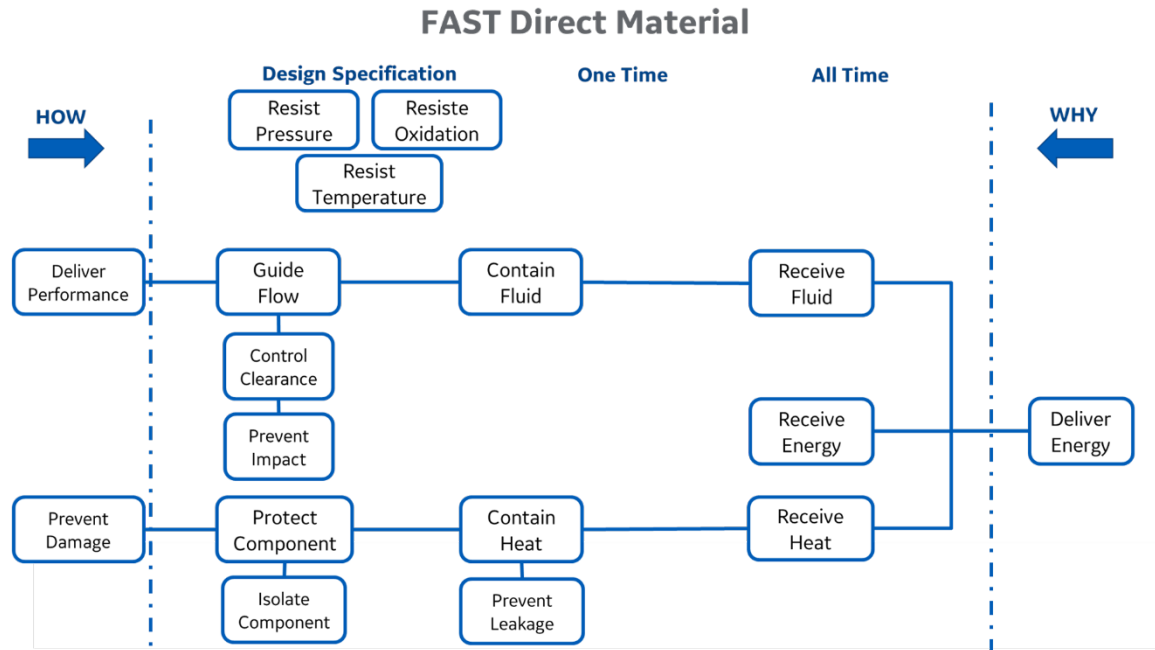 FAST Direct Material
Design Specification
One Time
All Time
HOW
WHY
Resist
Pressure
Resiste
Oxidation
Resist
Temperature
Deliver
Performance
Guide
Flow
Contain
Fluid
Receive
Fluid
Control
Clearance
Prevent
Impact
Receive
Energy
Deliver
Energy
Prevent
Damage
Protect
Component
Contain
Heat
Receive
Heat
Isolate
Component
Prevent
Leakage